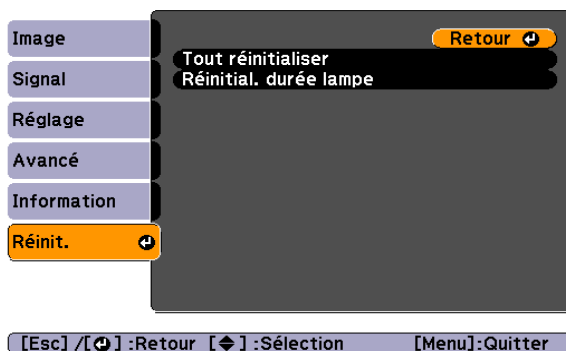 Image
Signal
Réglage
Avancé
Information
Réinit.
Retour
Tout réinitialiser
Réinitial. durée lampe
[Esc] /[ ] :Retour [ ] :Sélection [Menu]:Quitter